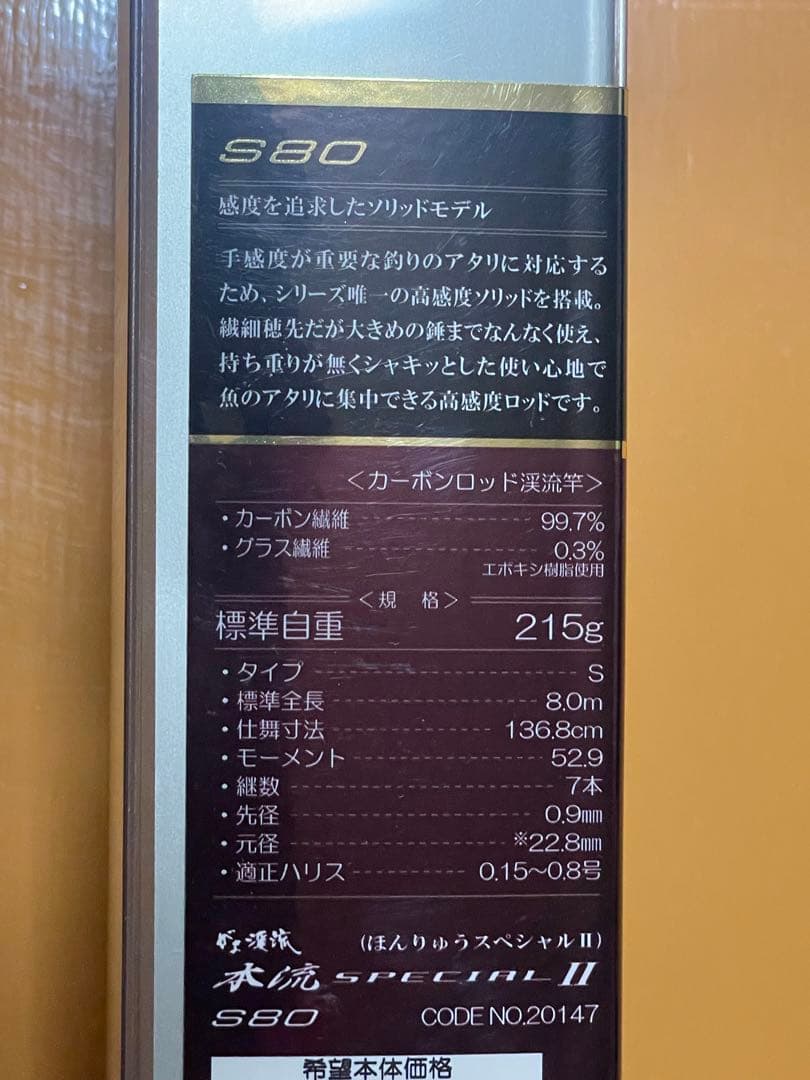 S80
感度を追求したソリッドモデル
手感度が重要な釣りのアタリに対応する
ため、シリーズ唯一の高感度ソリッドを搭載。
繊細穂先だが大きめの錘までなんなく使え、
持ち重りが無くシャキッとした使い心地で
魚のアタリに集中できる高感度ロッドです。
＜カーボンロッド渓流竿＞
・カーボン繊維 99.7%
・グラス繊維 0.3%
エポキシ樹脂使用
＜規 格＞
標準自重 215g
・タイプ S
・標準全長 8.0m
・仕舞寸法 136.8cm
・モーメント 52.9
・継数 7本
・先径 0.9㎜
・元径 ※22.8㎜
・適正ハリス 0.15～0.8号
がま渓流 (ほんりゅうスペシャルⅡ)
本流 SPECIAL Ⅱ
S80 CODE NO.20147
希望本体価格